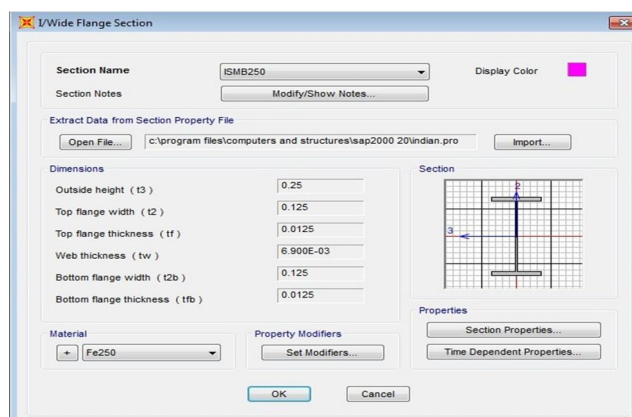 I/Wide Flange Section
Section Name
ISMB250
Display Color
Section Notes
Modify/Show Notes...
Extract Data from Section Property File
Open File...
c:\program files\computers and structures\sap2000 20\indian.pro
Import...
Dimensions
Outside height ( t3 )
0.25
Top flange width ( t2 )
0.125
Top flange thickness ( tf )
0.0125
Web thickness ( tw )
6.900E-03
Bottom flange width ( t2b )
0.125
Bottom flange thickness ( tfb )
0.0125
Section
2
3
Material
+
Fe250
Property Modifiers
Set Modifiers...
Properties
Section Properties...
Time Dependent Properties...
OK
Cancel